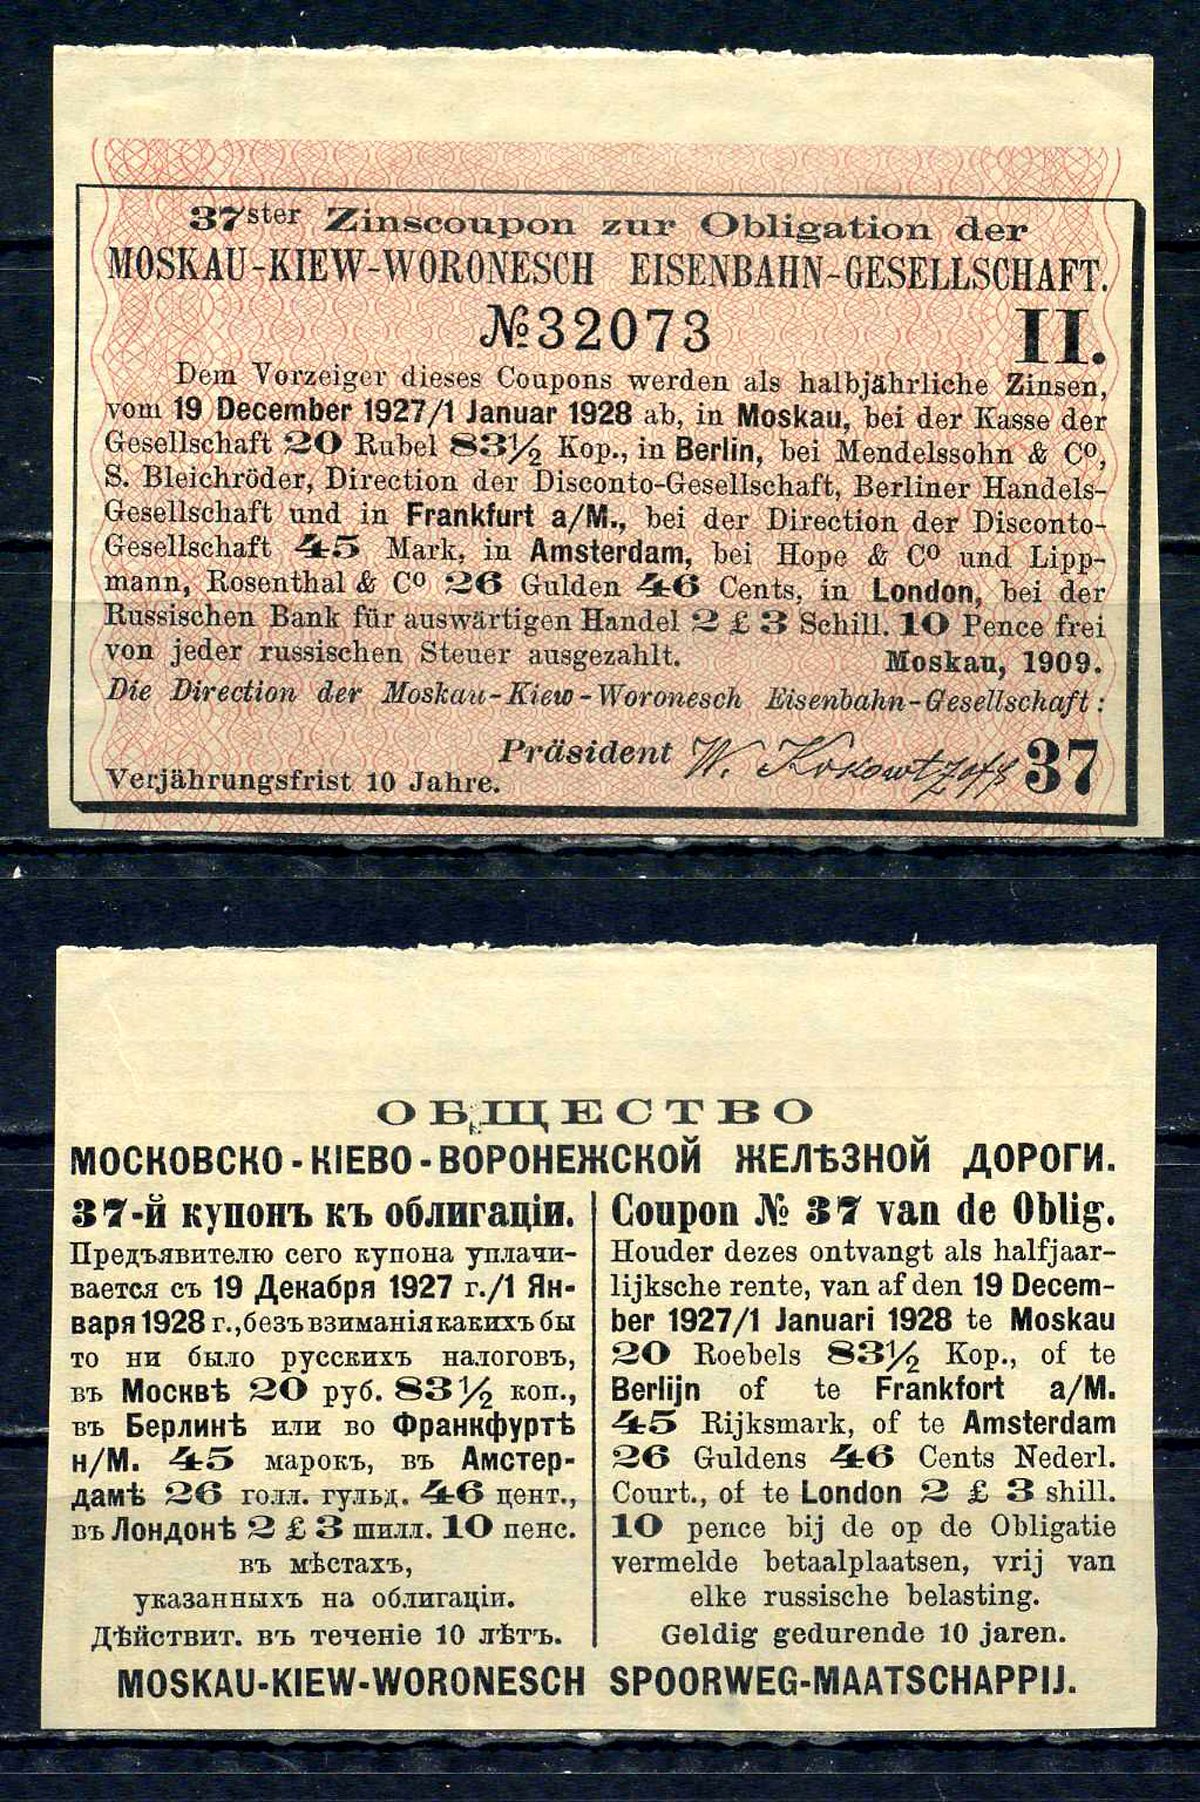 37ster Zinscoupon zur Obligation der
MOSKAU-KIEW-WORONESCH EISENBAHN-GESELLSCHAFT.
№32073
II.
Dem Vorzeiger dieses Coupons werden als halbjährliche Zinsen,
vom 19 December 1927/1 Januar 1928 ab, in Moskau, bei der Kasse der
Gesellschaft 20 Rubel 83½ Kop., in Berlin, bei Mendelssohn & Cº,
S. Bleichröder, Direction der Disconto-Gesellschaft, Berliner Handels-
Gesellschaft und in Frankfurt a/M., bei der Direction der Disconto-
Gesellschaft 45 Mark, in Amsterdam, bei Hope & Cº und Lipp-
mann, Rosenthal & Cº 26 Gulden 46 Cents, in London, bei der
Russischen Bank für auswärtigen Handel 2 £ 3 Schill. 10 Pence frei
von jeder russischen Steuer ausgezahlt. Moskau, 1909.
Die Direction der Moskau-Kiew-Woronesch Eisenbahn-Gesellschaft:
Präsident W. Kokowtzoff
Verjährungsfrist 10 Jahre.
37
ОБЩЕСТВО
МОСКОВСКО-КІЕВО-ВОРОНЕЖСКОЙ ЖЕЛѢЗНОЙ ДОРОГИ.
37-й купонъ къ облигаціи.
Предъявителю сего купона уплачи-
вается съ 19 Декабря 1927 г./1 Ян-
варя 1928 г., безъ взиманія какихъ бы
то ни было русскихъ налоговъ,
въ Москвѣ 20 руб. 83½ коп.,
въ Берлинѣ или во Франкфуртѣ
н/М. 45 марокъ, въ Амстер-
дамѣ 26 голл. гульд. 46 цент.,
въ Лондонѣ 2 £ 3 шилл. 10 пенс.
въ мѣстахъ,
указанныхъ на облигаціи.
Дѣйствит. въ теченіе 10 лѣтъ.
Coupon № 37 van de Oblig.
Houder dezes ontvangt als halfjaar-
lijksche rente, van af den 19 Decem-
ber 1927/1 Januari 1928 te Moskau
20 Roebels 83½ Kop., of te
Berlijn of te Frankfort a/M.
45 Rijksmark, of te Amsterdam
26 Guldens 46 Cents Nederl.
Court., of te London 2 £ 3 shill.
10 pence bij de op de Obligatie
vermelde betaalplaatsen, vrij van
elke russische belasting.
Geldig gedurende 10 jaren.
MOSKAU-KIEW-WORONESCH SPOORWEG-MAATSCHAPPIJ.